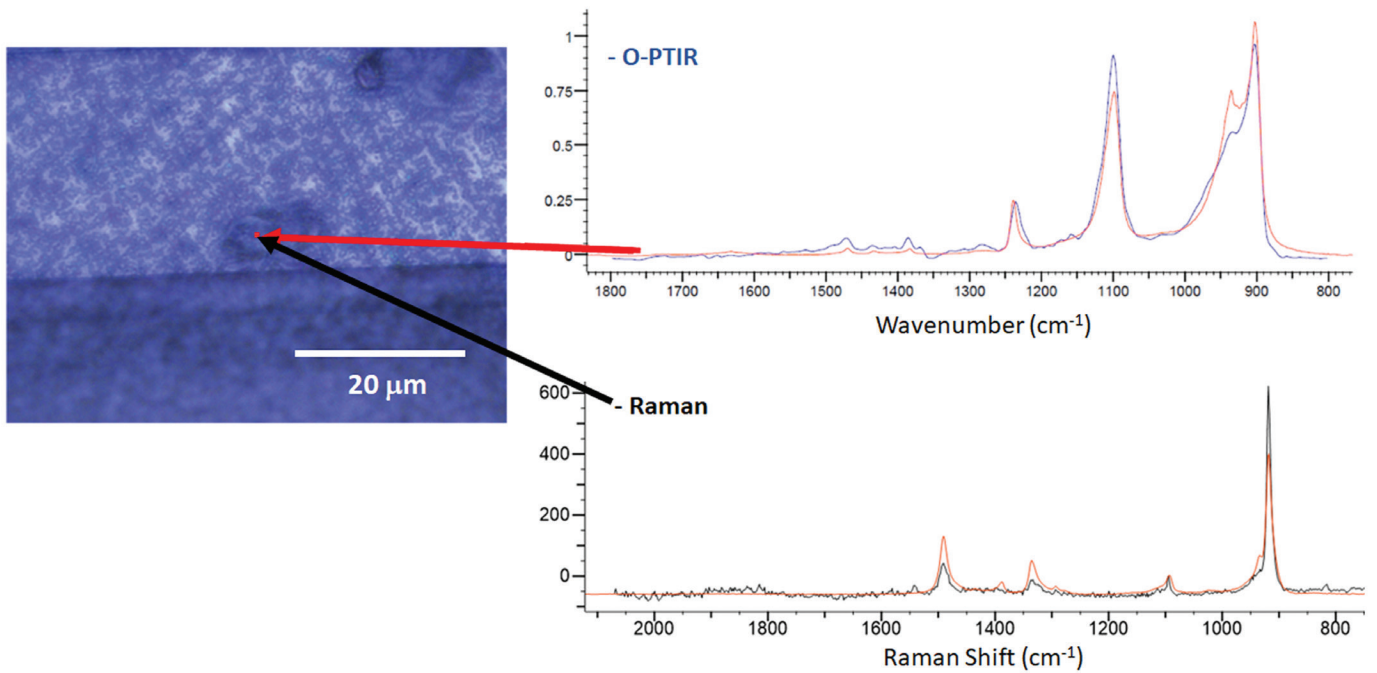 - O-PTIR
1
0.75
0.5
0.25
0
1800 1700 1600 1500 1400 1300 1200 1100 1000 900 800
Wavenumber (cm-1)
20 μm
- Raman
600
400
200
0
2000 1800 1600 1400 1200 1000 800
Raman Shift (cm-1)